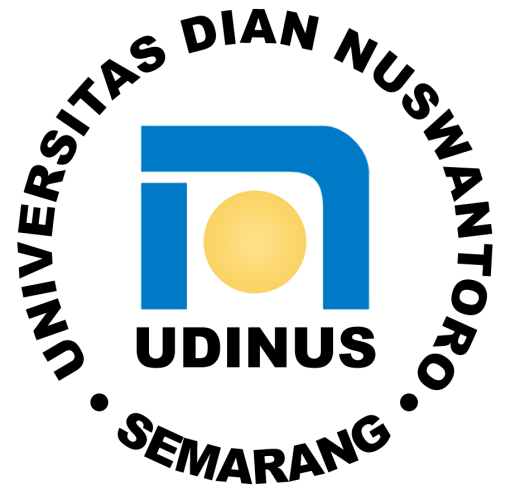 UNIVERSITAS DIAN NUSWANTORO
UDINUS
• SEMARANG •